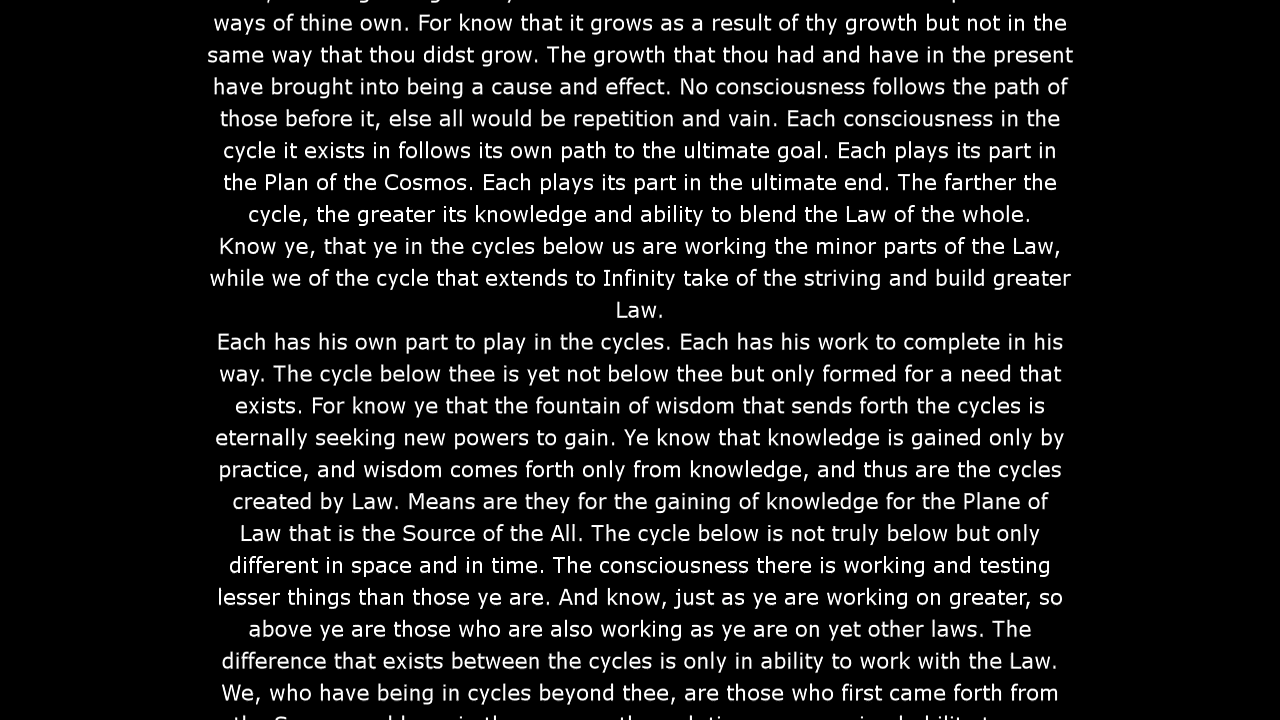 ways of thine own. For know that it grows as a result of thy growth but not in the
same way that thou didst grow. The growth that thou had and have in the present
have brought into being a cause and effect. No consciousness follows the path of
those before it, else all would be repetition and vain. Each consciousness in the
cycle it exists in follows its own path to the ultimate goal. Each plays its part in
the Plan of the Cosmos. Each plays its part in the ultimate end. The farther the
cycle, the greater its knowledge and ability to blend the Law of the whole.
Know ye, that ye in the cycles below us are working the minor parts of the Law,
while we of the cycle that extends to Infinity take of the striving and build greater
Law.
Each has his own part to play in the cycles. Each has his work to complete in his
way. The cycle below thee is yet not below thee but only formed for a need that
exists. For know ye that the fountain of wisdom that sends forth the cycles is
eternally seeking new powers to gain. Ye know that knowledge is gained only by
practice, and wisdom comes forth only from knowledge, and thus are the cycles
created by Law. Means are they for the gaining of knowledge for the Plane of
Law that is the Source of the All. The cycle below is not truly below but only
different in space and in time. The consciousness there is working and testing
lesser things than those ye are. And know, just as ye are working on greater, so
above ye are those who are also working as ye are on yet other laws. The
difference that exists between the cycles is only in ability to work with the Law.
We, who have being in cycles beyond thee, are those who first came forth from